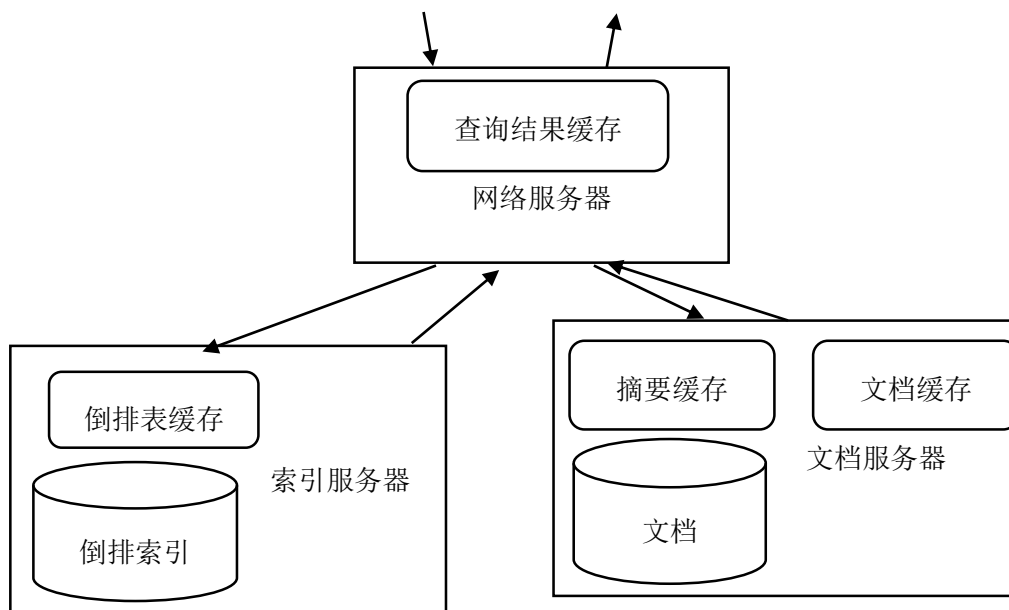 查询结果缓存
网络服务器
倒排表缓存
索引服务器
倒排索引
摘要缓存
文档缓存
文档服务器
文档